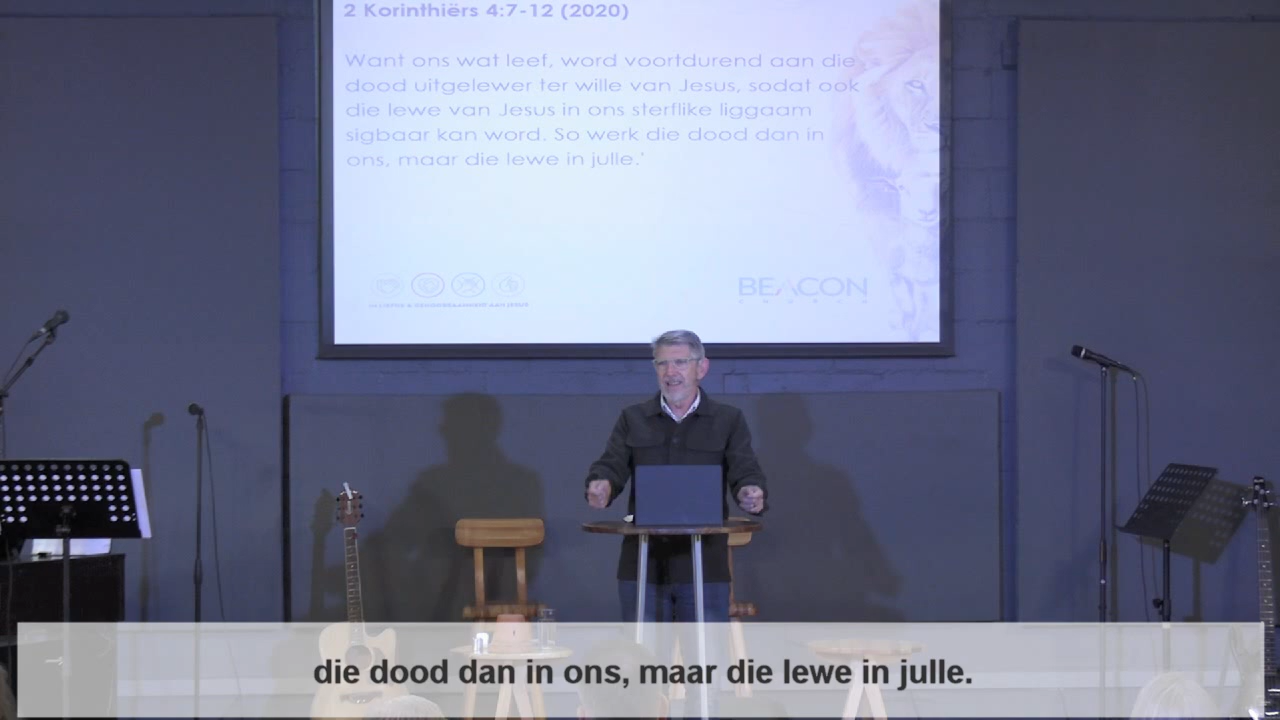 2 Korinthiërs 4:7-12 (2020)
Want ons wat leef, word voortdurend aan die
dood uitgelewer ter wille van Jesus, sodat ook
die lewe van Jesus in ons sterflike liggaam
sigbaar kan word. So werk die dood dan in
ons, maar die lewe in julle.'
BEACON
CHURCH
die dood dan in ons, maar die lewe in julle.